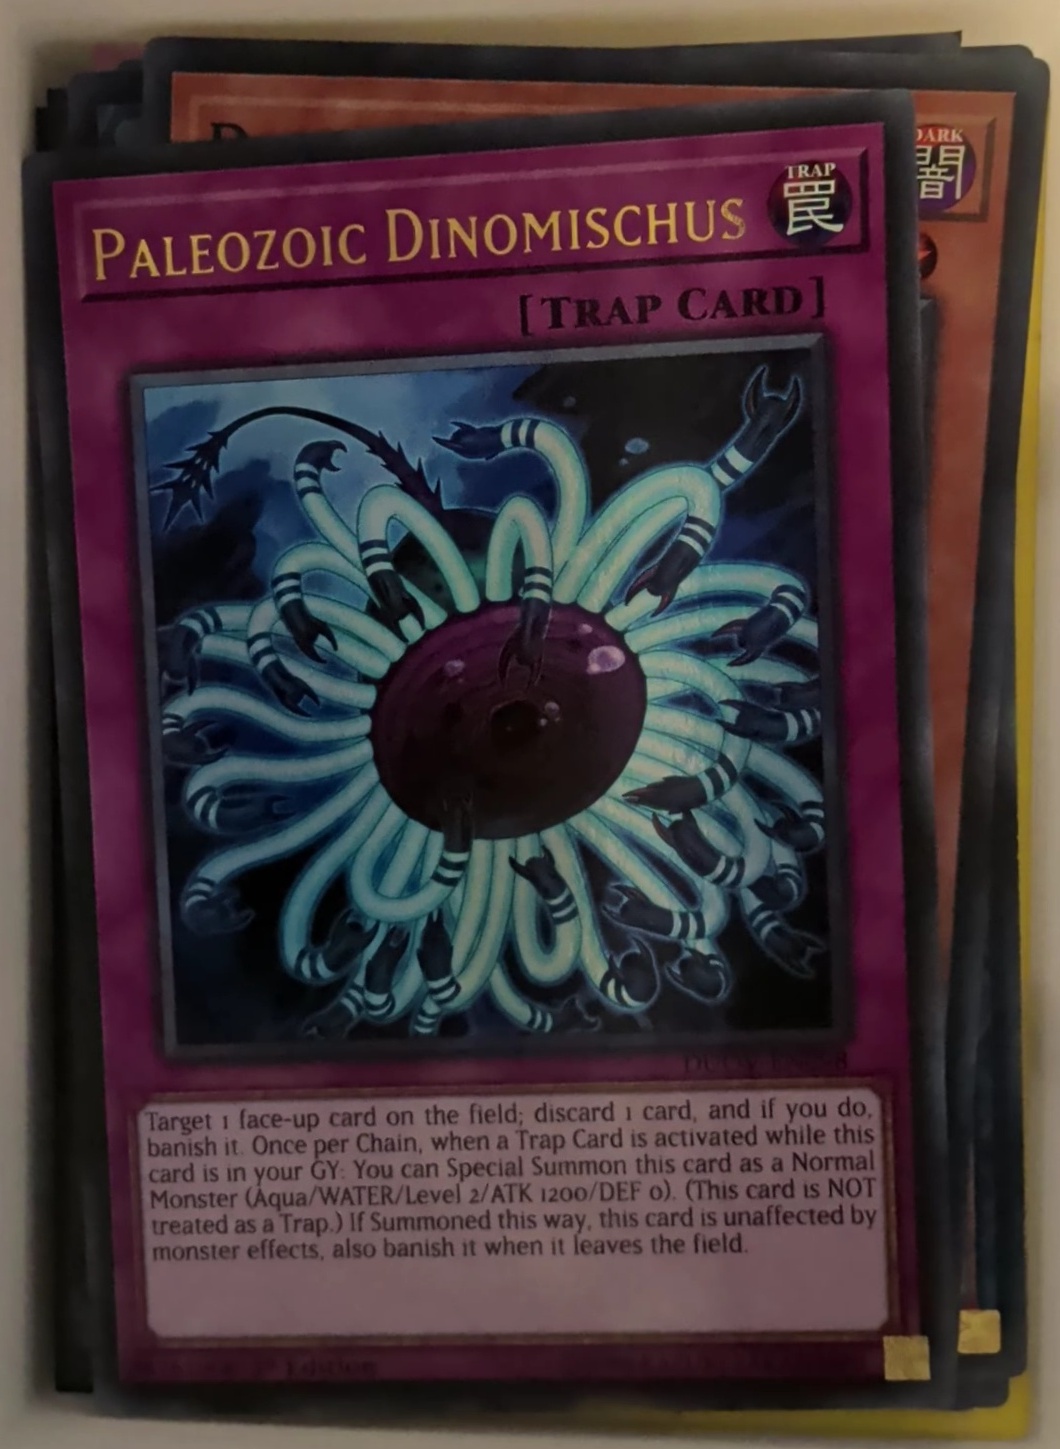 DARK
闇
PALEOZOIC DINOMISCHUS
TRAP
罠
[TRAP CARD]
Target 1 face-up card on the field; discard 1 card, and if you do,
banish it. Once per Chain, when a Trap Card is activated while this
card is in your GY: You can Special Summon this card as a Normal
Monster (Aqua/WATER/Level 2/ATK 1200/DEF 0). (This card is NOT
treated as a Trap.) If Summoned this way, this card is unaffected by
monster effects, also banish it when it leaves the field.